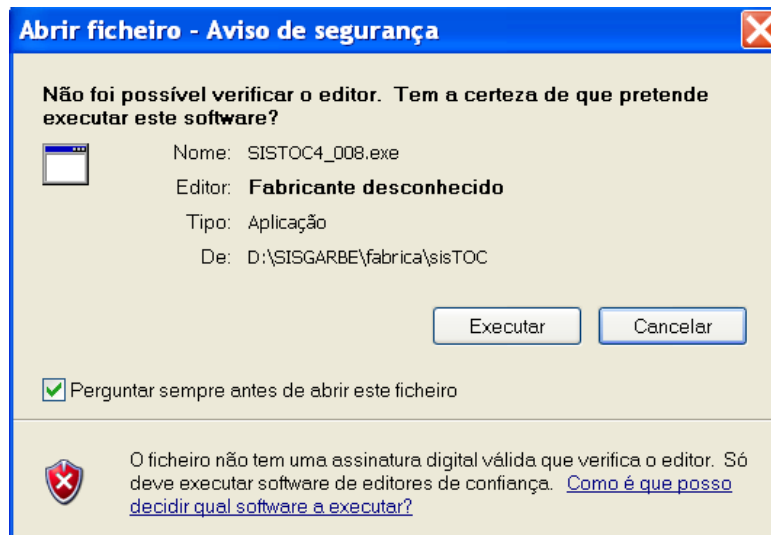 Abrir ficheiro - Aviso de segurança
Não foi possível verificar o editor. Tem a certeza de que pretende
executar este software?
Nome: SISTOC4_008.exe
Editor: Fabricante desconhecido
Tipo: Aplicação
De: D:\SISGARBE\fabrica\sisTOC
Executar Cancelar
Perguntar sempre antes de abrir este ficheiro
O ficheiro não tem uma assinatura digital válida que verifica o editor. Só
deve executar software de editores de confiança. Como é que posso
decidir qual software a executar?